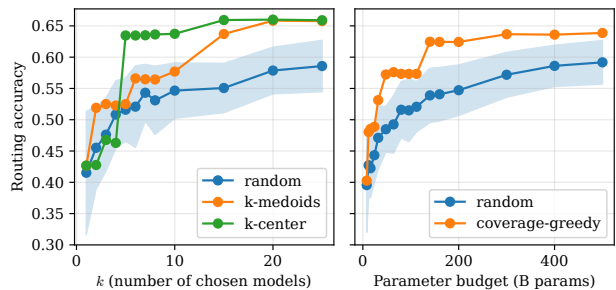 Routing accuracy
0.65
0.60
0.55
0.50
0.45
0.40
0.35
0.30
random
k-medoids
k-center
0
10
20
k (number of chosen models)
random
coverage-greedy
0
200
400
Parameter budget (B params)